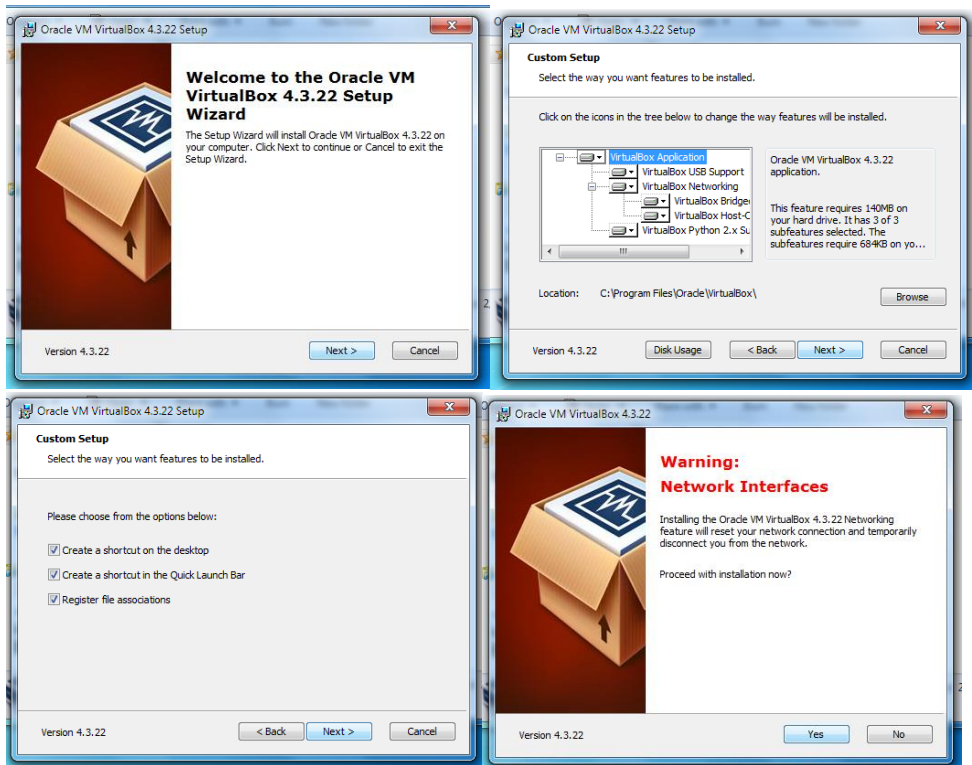 Oracle VM VirtualBox 4.3.22 Setup
Welcome to the Oracle VM
VirtualBox 4.3.22 Setup
Wizard
The Setup Wizard will install Oracle VM VirtualBox 4.3.22 on
your computer. Click Next to continue or Cancel to exit the
Setup Wizard.
Version 4.3.22
Next >
Cancel
Oracle VM VirtualBox 4.3.22 Setup
Custom Setup
Select the way you want features to be installed.
Click on the icons in the tree below to change the way features will be installed.
VirtualBox Application
VirtualBox USB Support
VirtualBox Networking
VirtualBox Bridge
VirtualBox Host-C
VirtualBox Python 2.x Su
Oracle VM VirtualBox 4.3.22
application.
This feature requires 140MB on
your hard drive. It has 3 of 3
subfeatures selected. The
subfeatures require 684KB on yo...
Location: C:\Program Files\Oracle\VirtualBox\
Browse
Version 4.3.22
Disk Usage
< Back
Next >
Cancel
Oracle VM VirtualBox 4.3.22 Setup
Custom Setup
Select the way you want features to be installed.
Please choose from the options below:
Create a shortcut on the desktop
Create a shortcut in the Quick Launch Bar
Register file associations
Version 4.3.22
< Back
Next >
Cancel
Oracle VM VirtualBox 4.3.22
Warning:
Network Interfaces
Installing the Oracle VM VirtualBox 4.3.22 Networking
feature will reset your network connection and temporarily
disconnect you from the network.
Proceed with installation now?
Version 4.3.22
Yes
No